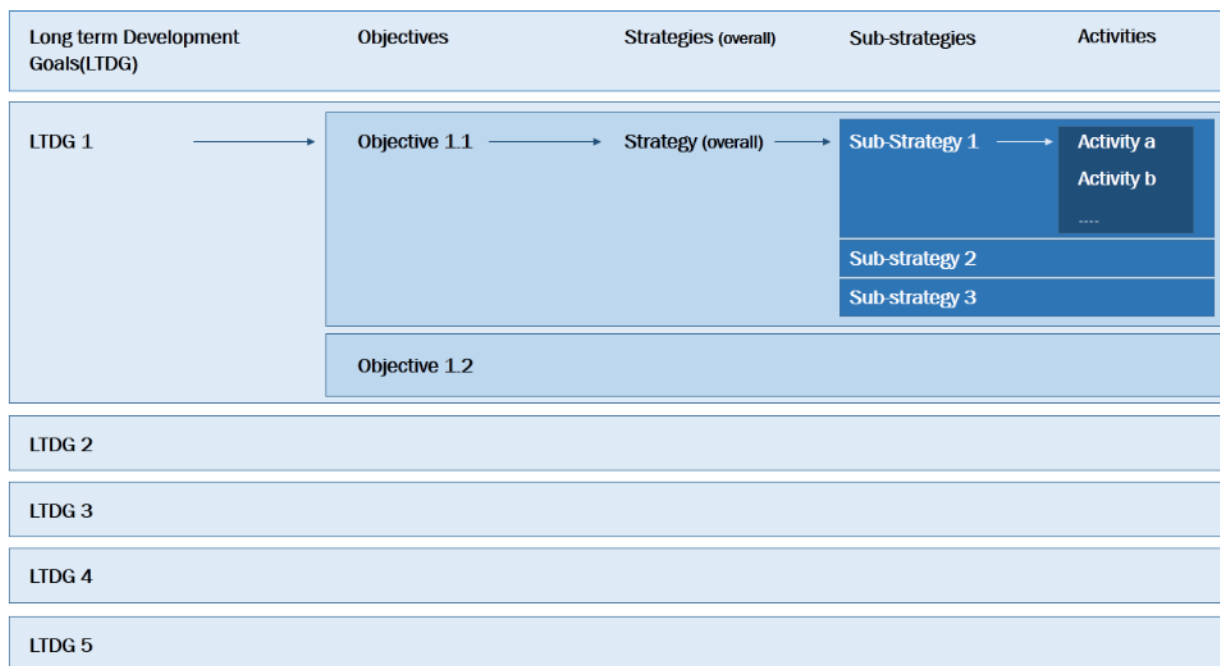 Long term Development
Goals(LTDG)
Objectives
Strategies (overall)
Sub-strategies
Activities
LTDG 1
Objective 1.1
Strategy (overall)
Sub-Strategy 1
Activity a
Activity b
....
Sub-strategy 2
Sub-strategy 3
Objective 1.2
LTDG 2
LTDG 3
LTDG 4
LTDG 5